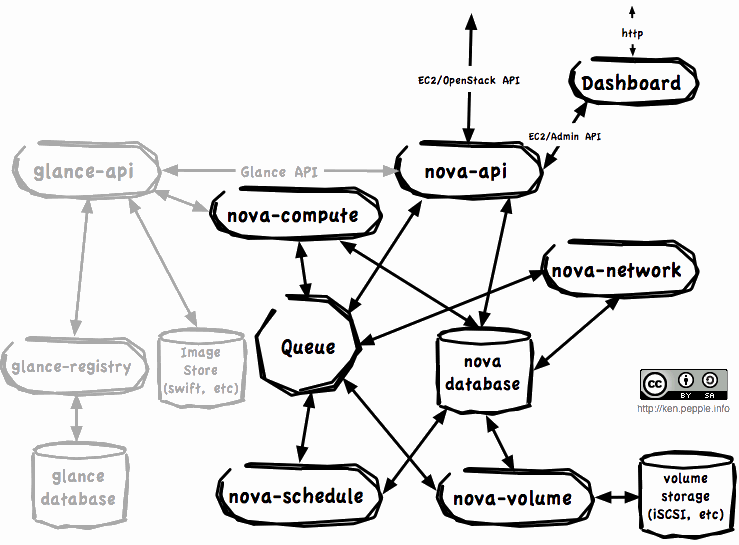 http
Dashboard
EC2/OpenStack API
EC2/Admin API
glance-api
Glance API
nova-api
nova-compute
nova-network
Queue
nova
database
glance-registry
Image
Store
(swift, etc)
cc
BY SA
http://ken.pepple.info
glance
database
nova-schedule
nova-volume
volume
storage
(iSCSI, etc)